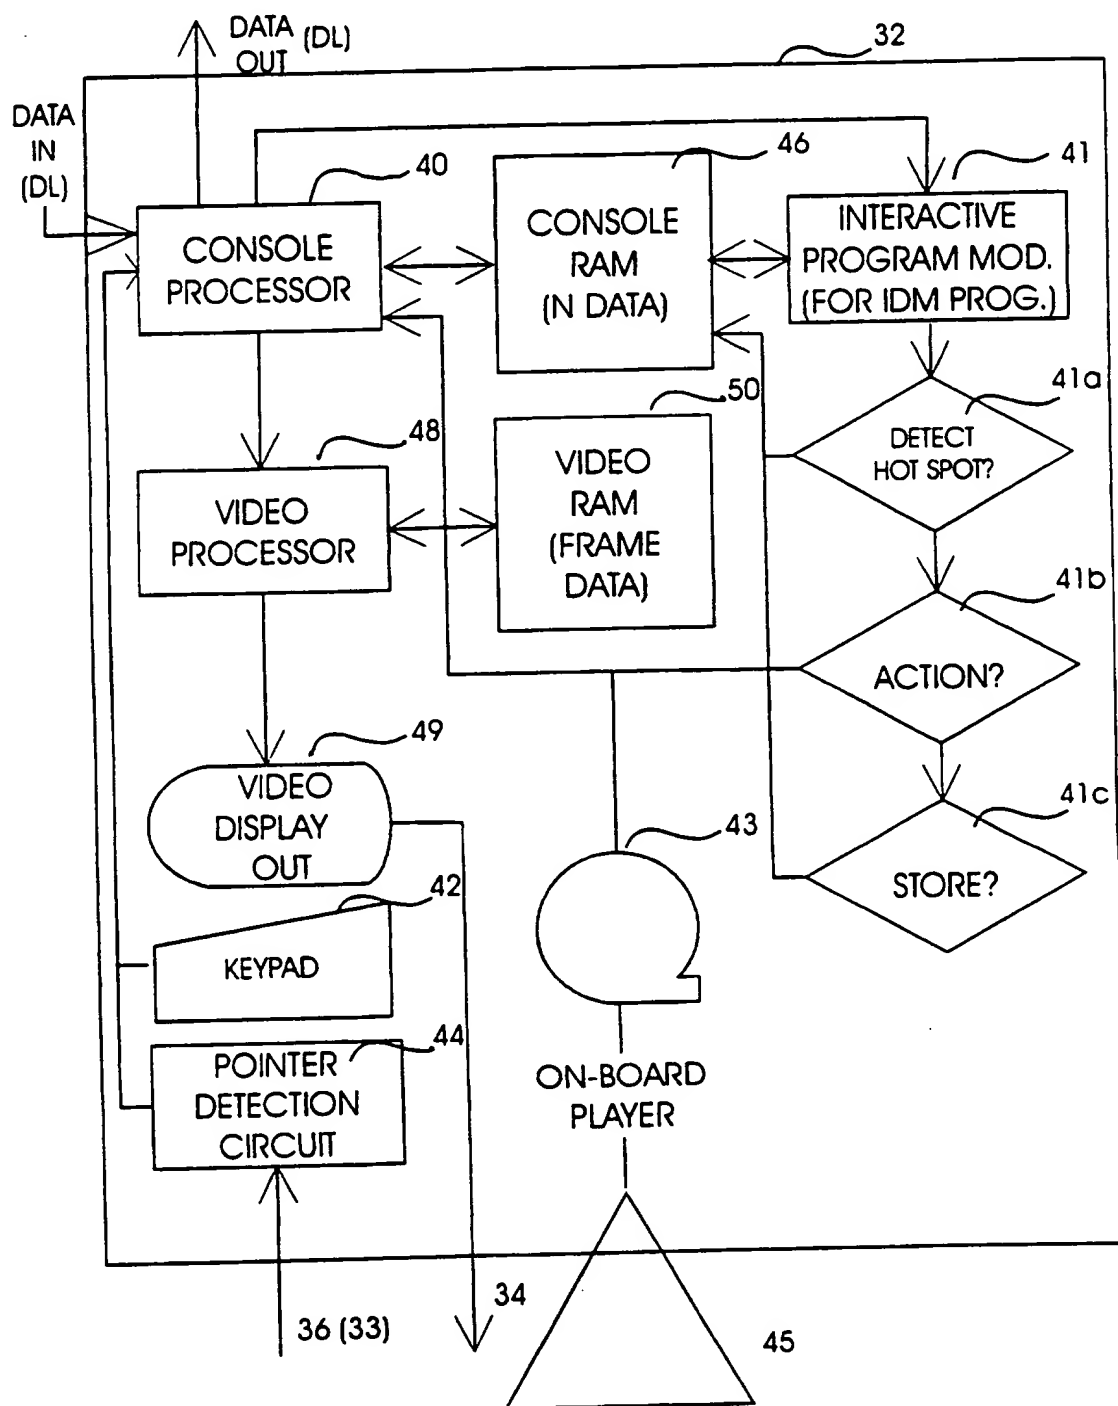 DATA (DL)
OUT
32
DATA
IN
(DL)
40
46
41
CONSOLE
PROCESSOR
CONSOLE
RAM
(N DATA)
INTERACTIVE
PROGRAM MOD.
(FOR IDM PROG.)
41a
50
48
DETECT
HOT SPOT?
VIDEO
PROCESSOR
VIDEO
RAM
(FRAME
DATA)
41b
ACTION?
49
VIDEO
DISPLAY
OUT
43
41c
STORE?
42
KEYPAD
44
POINTER
DETECTION
CIRCUIT
ON-BOARD
PLAYER
36 (33)
34
45